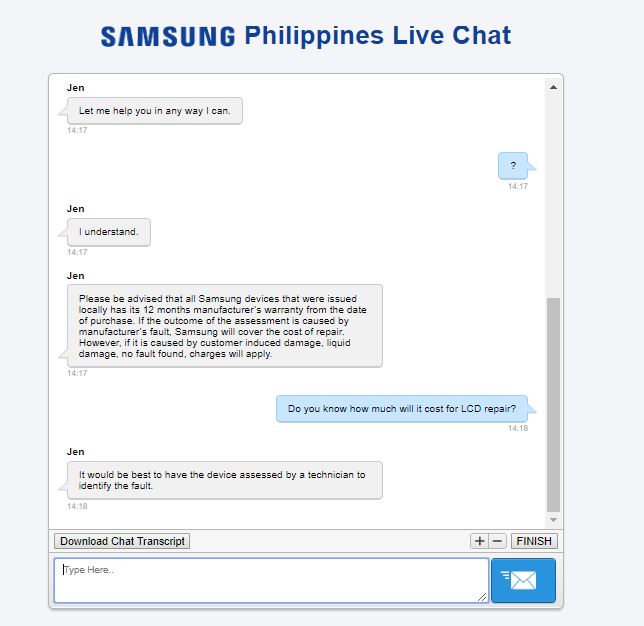 SAMSUNG Philippines Live Chat
Jen
Let me help you in any way I can.
14:17
?
14:17
Jen
I understand.
14:17
Jen
Please be advised that all Samsung devices that were issued
locally has its 12 months manufacturer's warranty from the date
of purchase. If the outcome of the assessment is caused by
manufacturer's fault, Samsung will cover the cost of repair.
However, if it is caused by customer induced damage, liquid
damage, no fault found, charges will apply.
14:17
Do you know how much will it cost for LCD repair?
14:18
Jen
It would be best to have the device assessed by a technician to
identify the fault.
14:18
Download Chat Transcript
+ −
FINISH
Type Here..